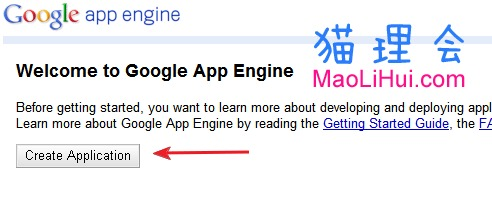 Google app engine
猫理会
MaoLiHui.com
Welcome to Google App Engine
Before getting started, you want to learn more about developing and deploying appl
Learn more about Google App Engine by reading the Getting Started Guide, the FA
Create Application